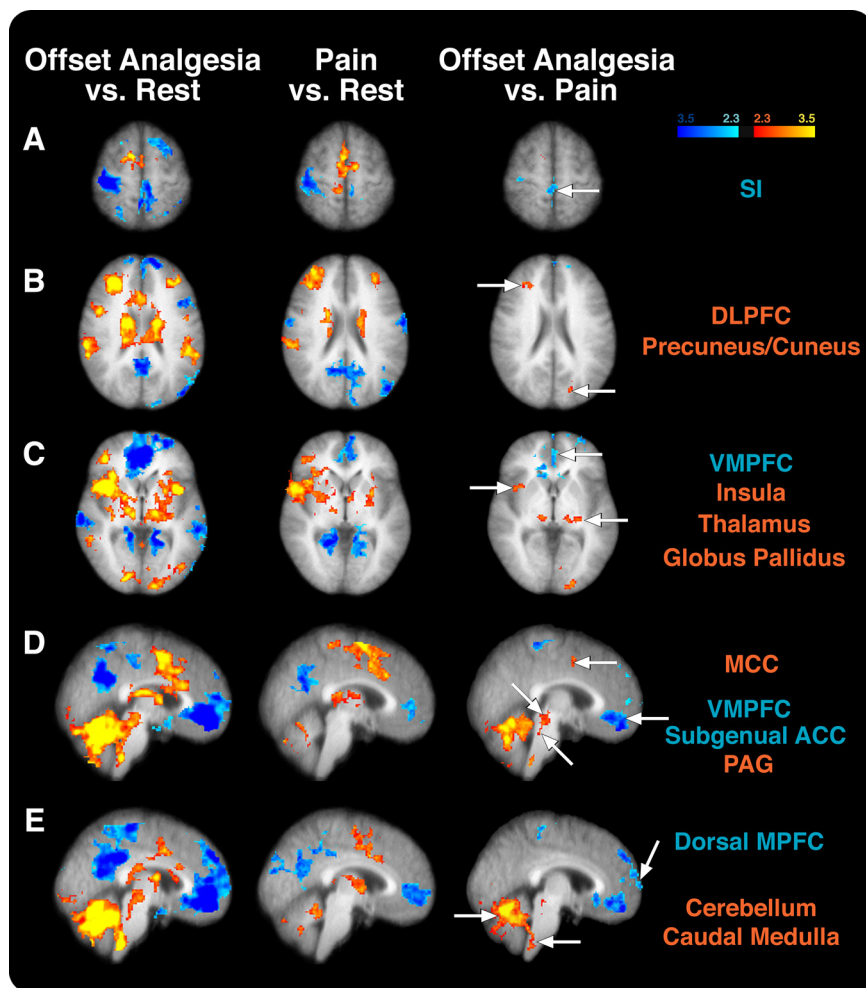 Offset Analgesia
vs. Rest
Pain
vs. Rest
Offset Analgesia
vs. Pain
3.5 2.3 2.3 3.5
A
SI
B
DLPFC
Precuneus/Cuneus
C
VMPFC
Insula
Thalamus
Globus Pallidus
D
MCC
VMPFC
Subgenual ACC
PAG
E
Dorsal MPFC
Cerebellum
Caudal Medulla